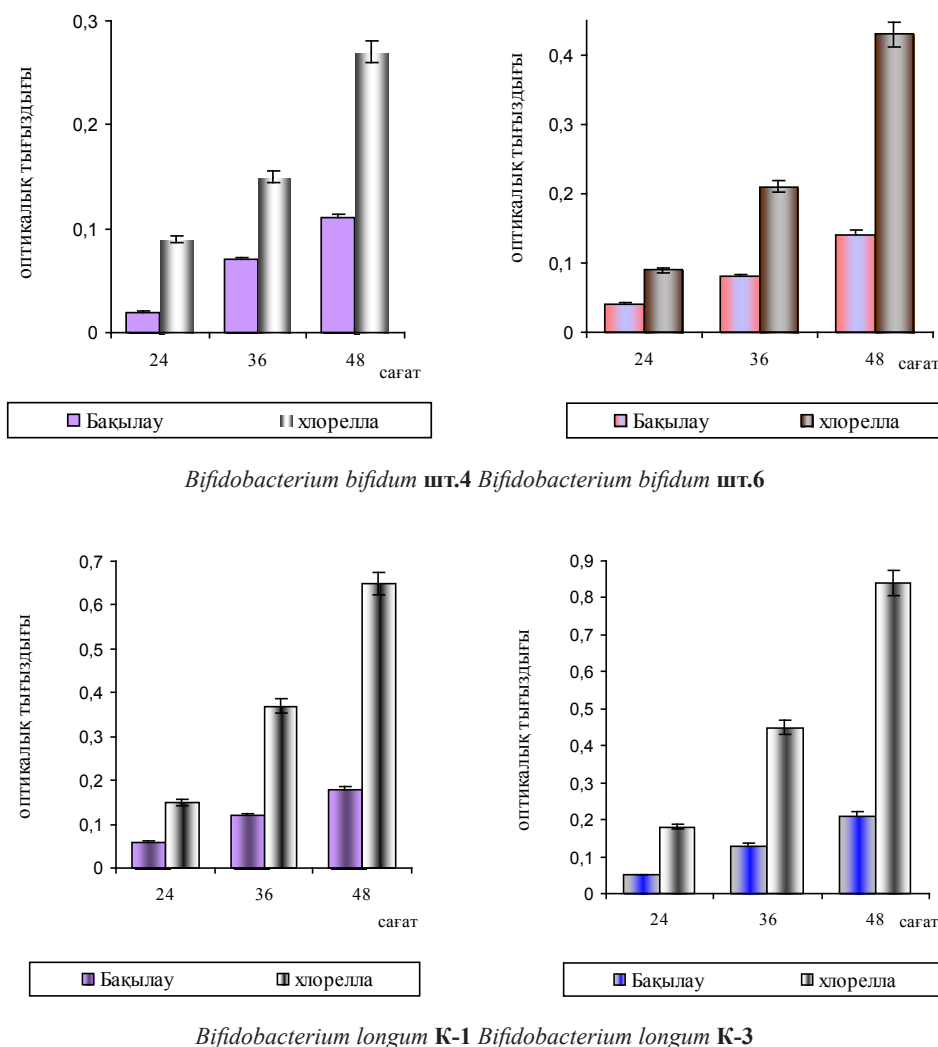 оптикалық тығыздығы
0,3
0,2
0,1
0
24 36 48
сағат
Бақылау хлорелла
оптикалық тығыздығы
0,4
0,3
0,2
0,1
0
24 36 48
сағат
Бақылау хлорелла
Bifidobacterium bifidum шт.4 Bifidobacterium bifidum шт.6
оптикалық тығыздығы
0,7
0,6
0,5
0,4
0,3
0,2
0,1
0
24 36 48
сағат
Бақылау хлорелла
оптикалық тығыздығы
0,9
0,8
0,7
0,6
0,5
0,4
0,3
0,2
0,1
0
24 36 48
сағат
Бақылау хлорелла
Bifidobacterium longum К-1 Bifidobacterium longum К-3